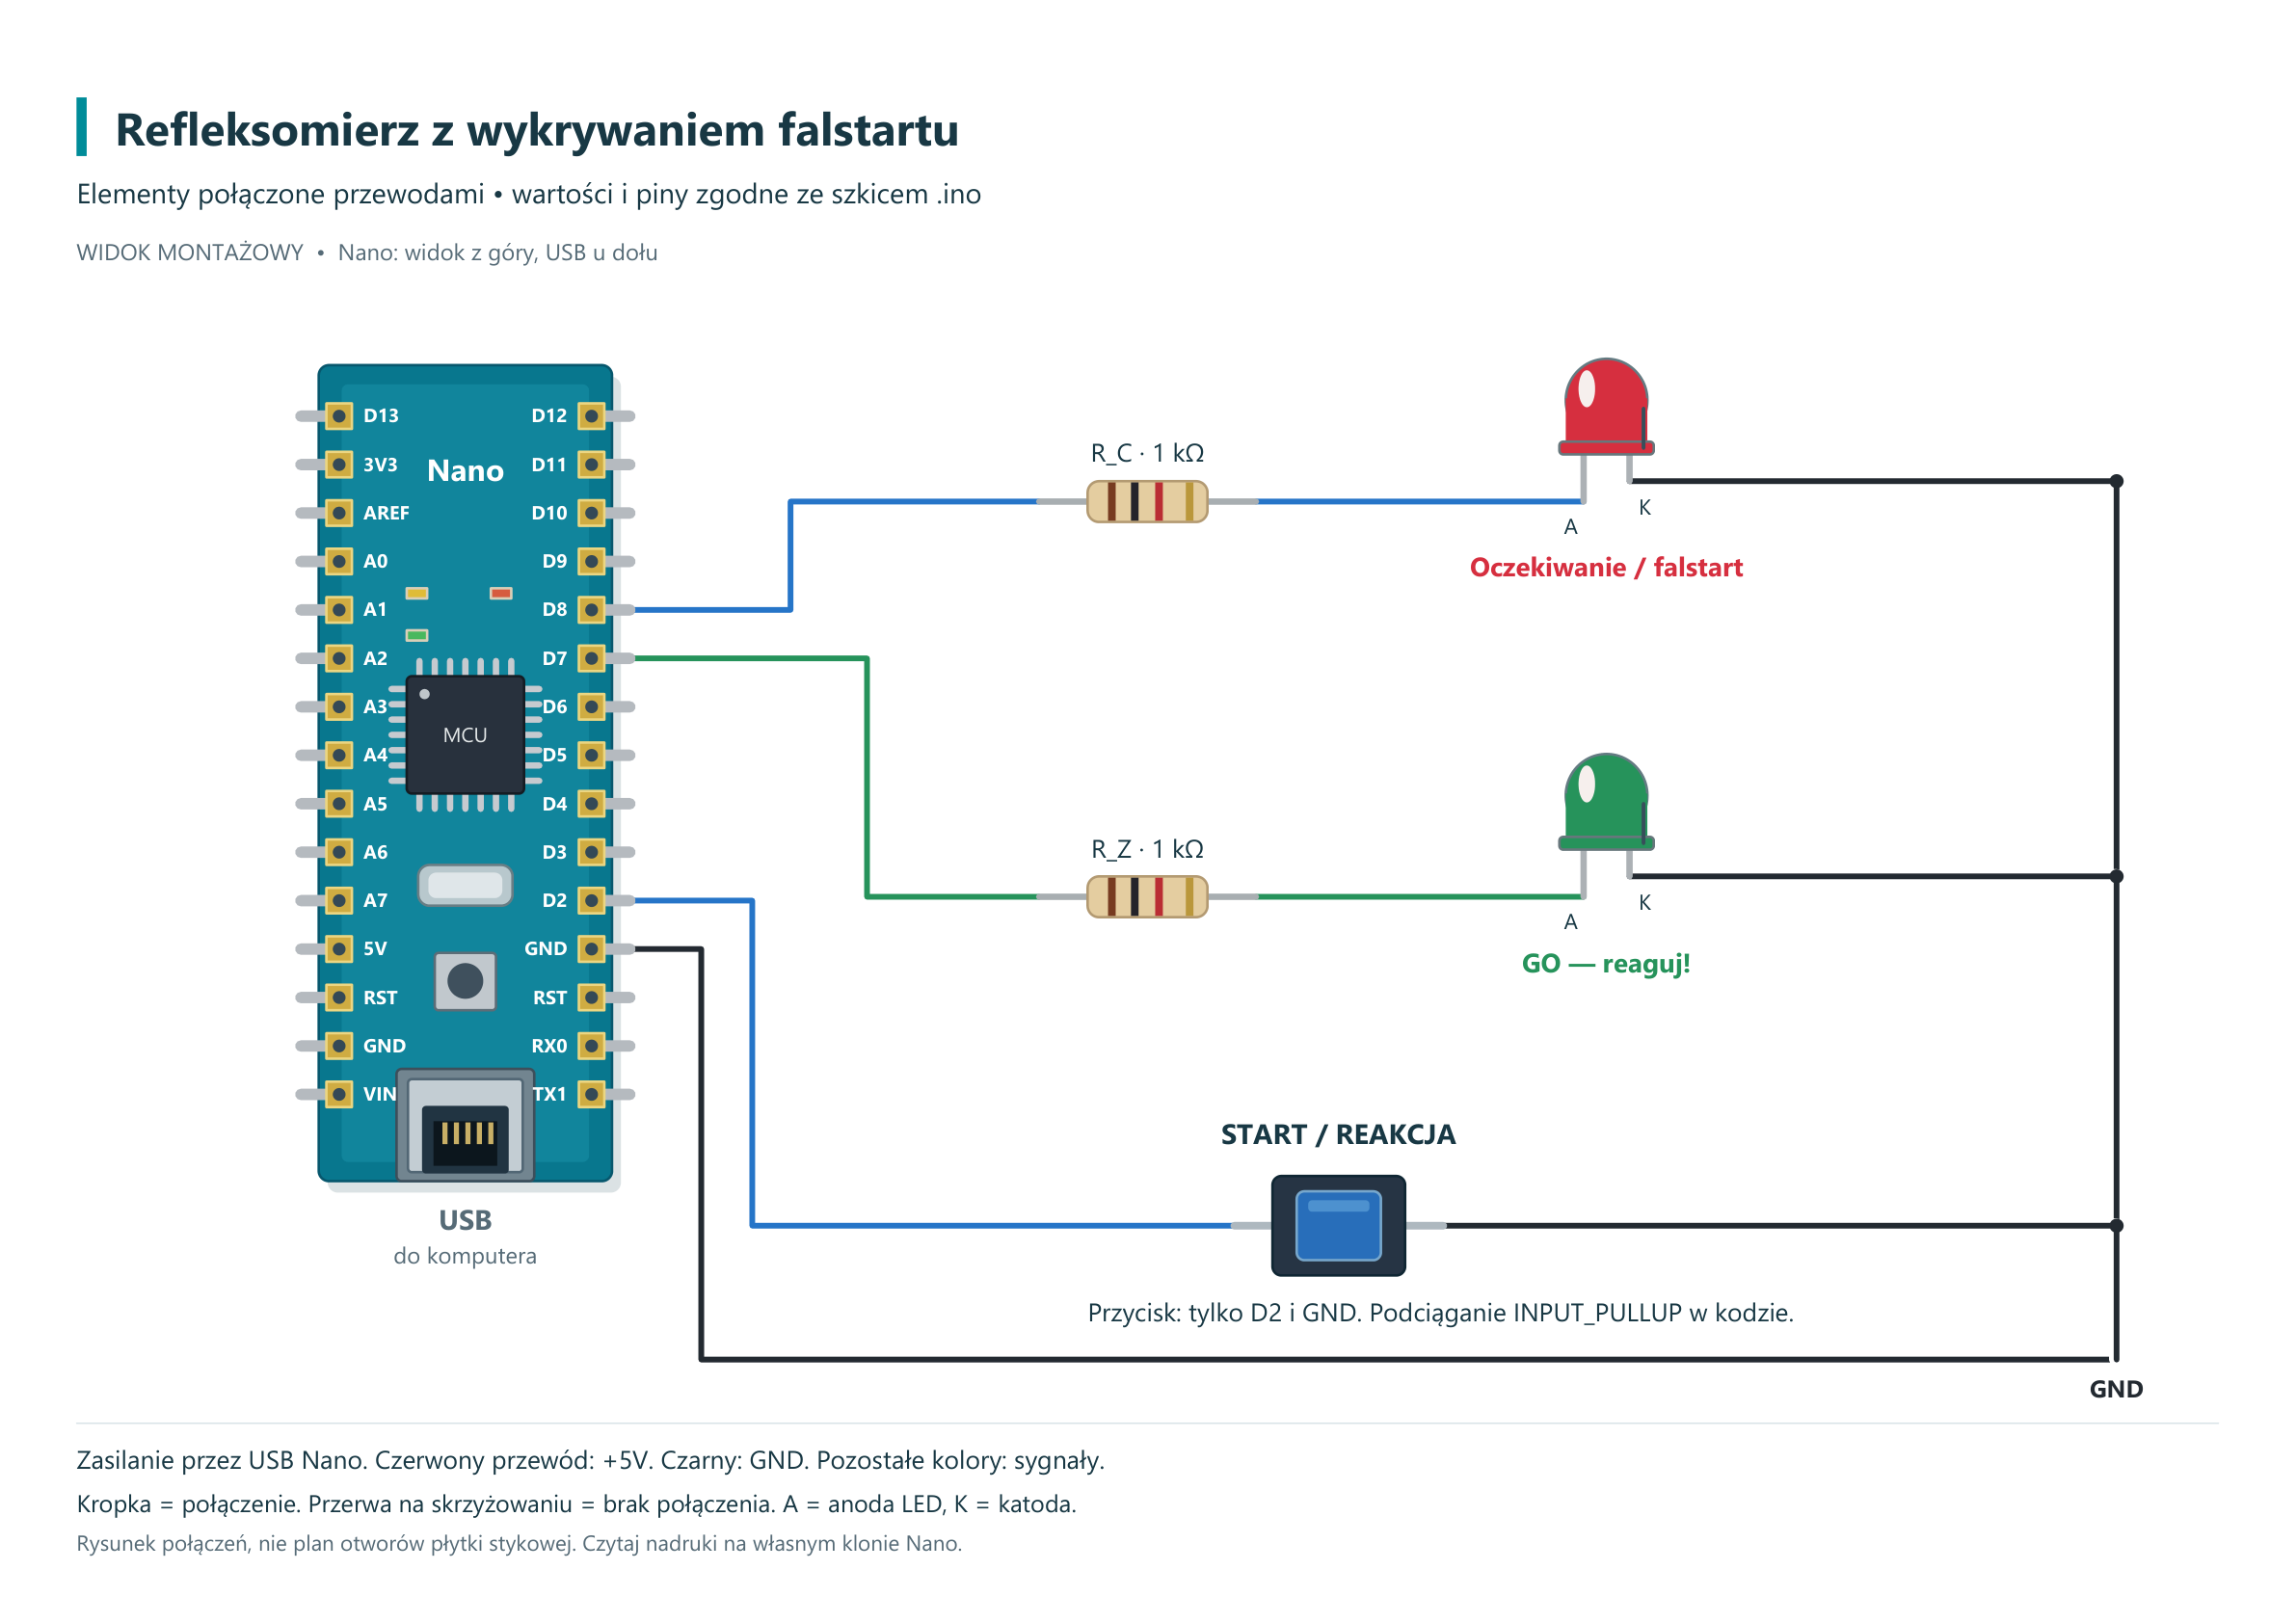 Refleksomierz z wykrywaniem falstartu
Elementy połączone przewodami • wartości i piny zgodne ze szkicem .ino
WIDOK MONTAŻOWY • Nano: widok z góry, USB u dołu
D13 D12
3V3 Nano D11
AREF D10
A0 D9
A1 D8
A2 D7
A3 D6
MCU
A4 D5
A5 D4
A6 D3
A7 D2
5V GND
RST RST
GND RX0
VIN TX1
USB
do komputera
R_C · 1 kΩ
A K
Oczekiwanie / falstart
R_Z · 1 kΩ
A K
GO — reaguj!
START / REAKCJA
Przycisk: tylko D2 i GND. Podciąganie INPUT_PULLUP w kodzie.
GND
Zasilanie przez USB Nano. Czerwony przewód: +5V. Czarny: GND. Pozostałe kolory: sygnały.
Kropka = połączenie. Przerwa na skrzyżowaniu = brak połączenia. A = anoda LED, K = katoda.
Rysunek połączeń, nie plan otworów płytki stykowej. Czytaj nadruki na własnym klonie Nano.